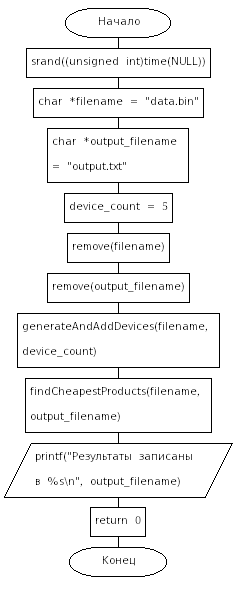 Начало
srand((unsigned int)time(NULL))
char *filename = "data.bin"
char *output_filename
= "output.txt"
device_count = 5
remove(filename)
remove(output_filename)
generateAndAddDevices(filename,
device_count)
findCheapestProducts(filename,
output_filename)
printf("Результаты записаны
в %s\n", output_filename)
return 0
Конец